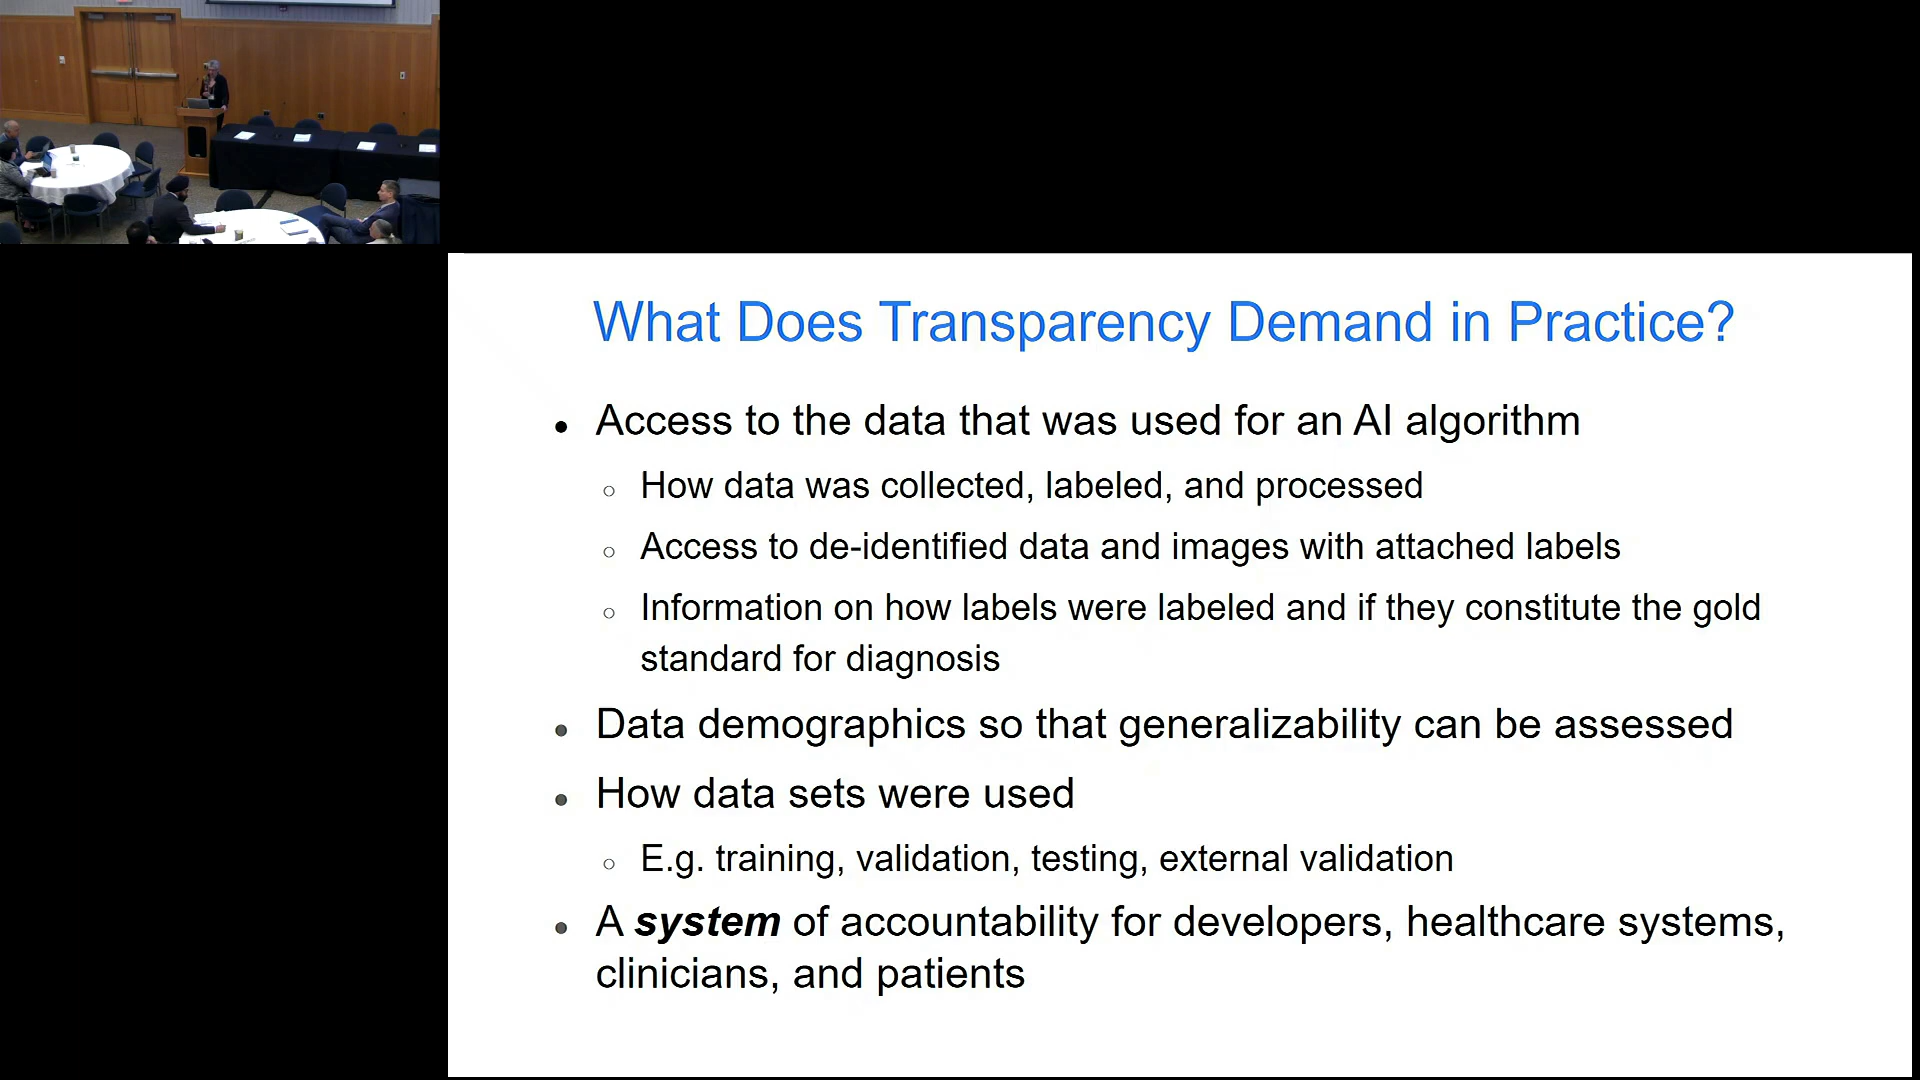 What Does Transparency Demand in Practice?
● Access to the data that was used for an AI algorithm
○ How data was collected, labeled, and processed
○ Access to de-identified data and images with attached labels
○ Information on how labels were labeled and if they constitute the gold
standard for diagnosis
● Data demographics so that generalizability can be assessed
● How data sets were used
○ E.g. training, validation, testing, external validation
● A system of accountability for developers, healthcare systems,
clinicians, and patients